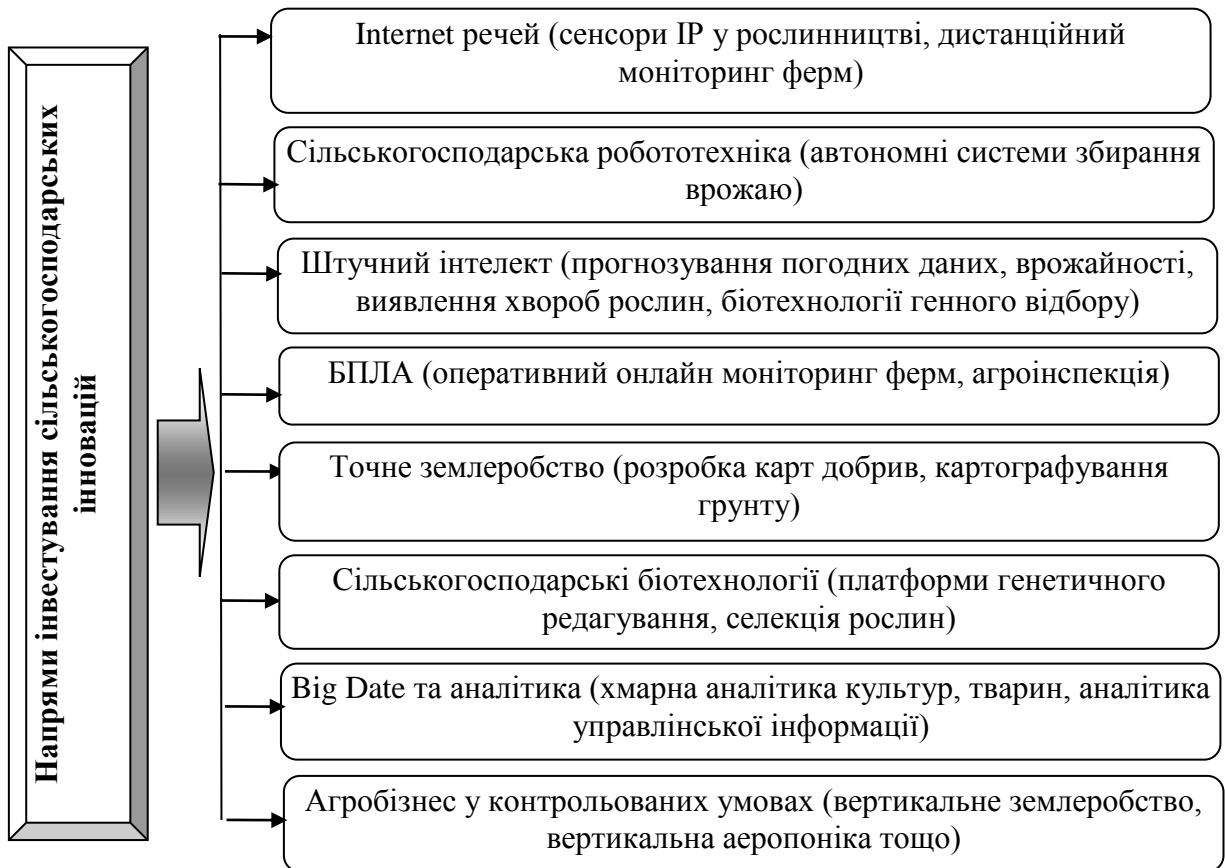 Напрями інвестування сільськогосподарських
інновацій
Internet речей (сенсори ІР у рослинництві, дистанційний
моніторинг ферм)
Сільськогосподарська робототехніка (автономні системи збирання
врожаю)
Штучний інтелект (прогнозування погодних даних, врожайності,
виявлення хвороб рослин, біотехнології генного відбору)
БПЛА (оперативний онлайн моніторинг ферм, агроінспекція)
Точне землеробство (розробка карт добрив, картографування
грунту)
Сільськогосподарські біотехнології (платформи генетичного
редагування, селекція рослин)
Big Date та аналітика (хмарна аналітика культур, тварин, аналітика
управлінської інформації)
Агробізнес у контрольованих умовах (вертикальне землеробство,
вертикальна аеропоніка тощо)